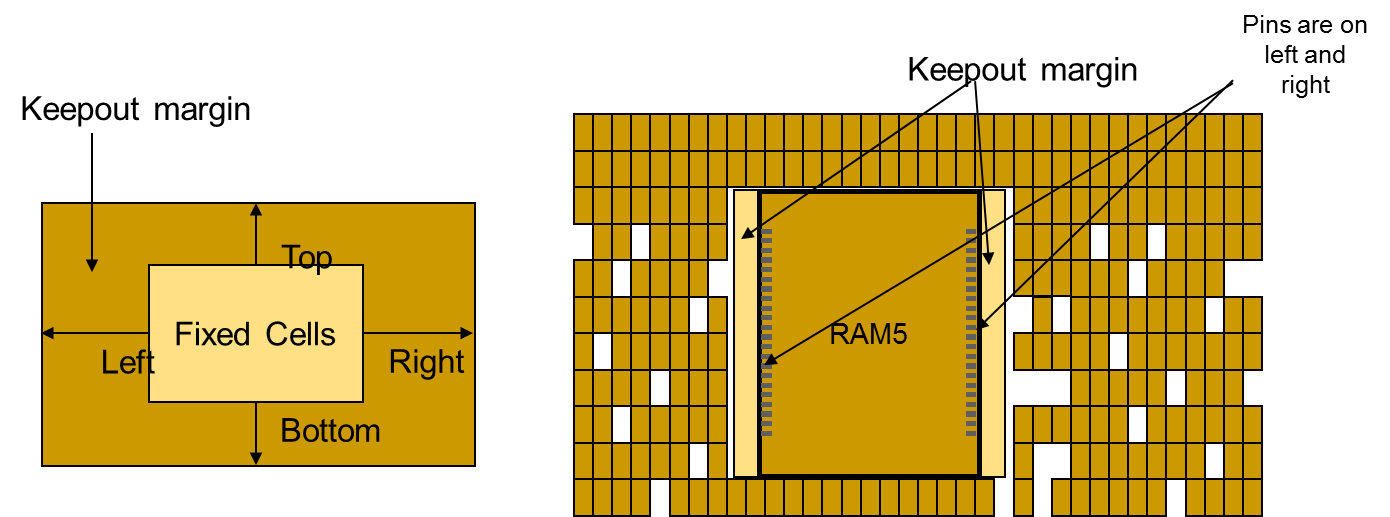 Keepout margin
Top
Fixed Cells
Left
Right
Bottom
Keepout margin
Pins are on
left and
right
RAM5